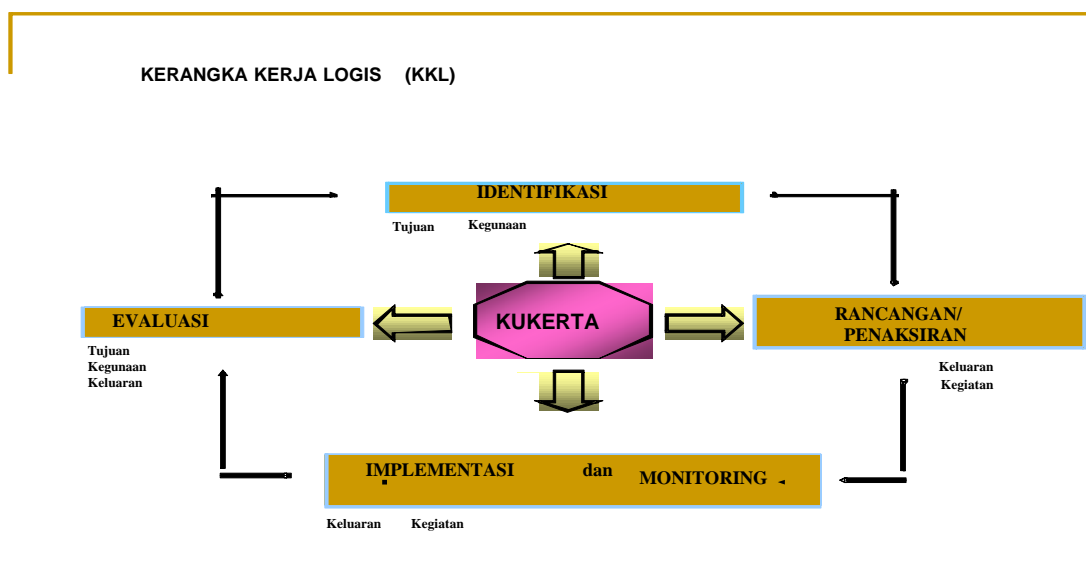 KERANGKA KERJA LOGIS (KKL)
IDENTIFIKASI
Tujuan Kegunaan
EVALUASI
KUKERTA
RANCANGAN/
PENAKSIRAN
Tujuan
Kegunaan
Keluaran
Keluaran
Kegiatan
IMPLEMENTASI dan MONITORING
Keluaran Kegiatan